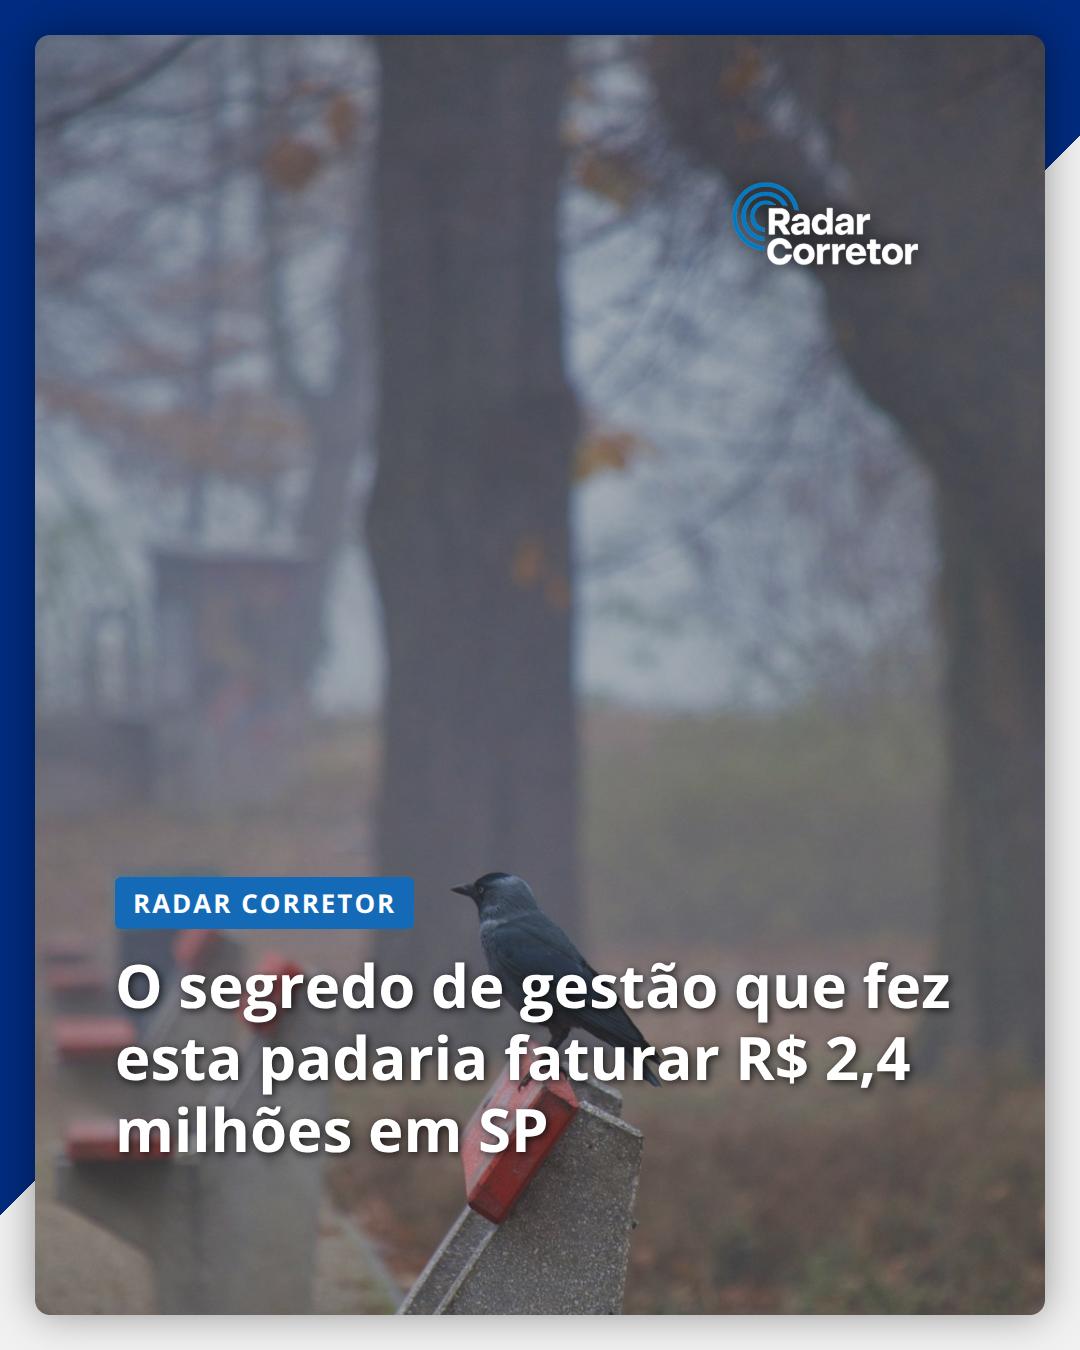 Radar
Corretor
RADAR CORRETOR
O segredo de gestão que fez
esta padaria faturar R$ 2,4
milhões em SP